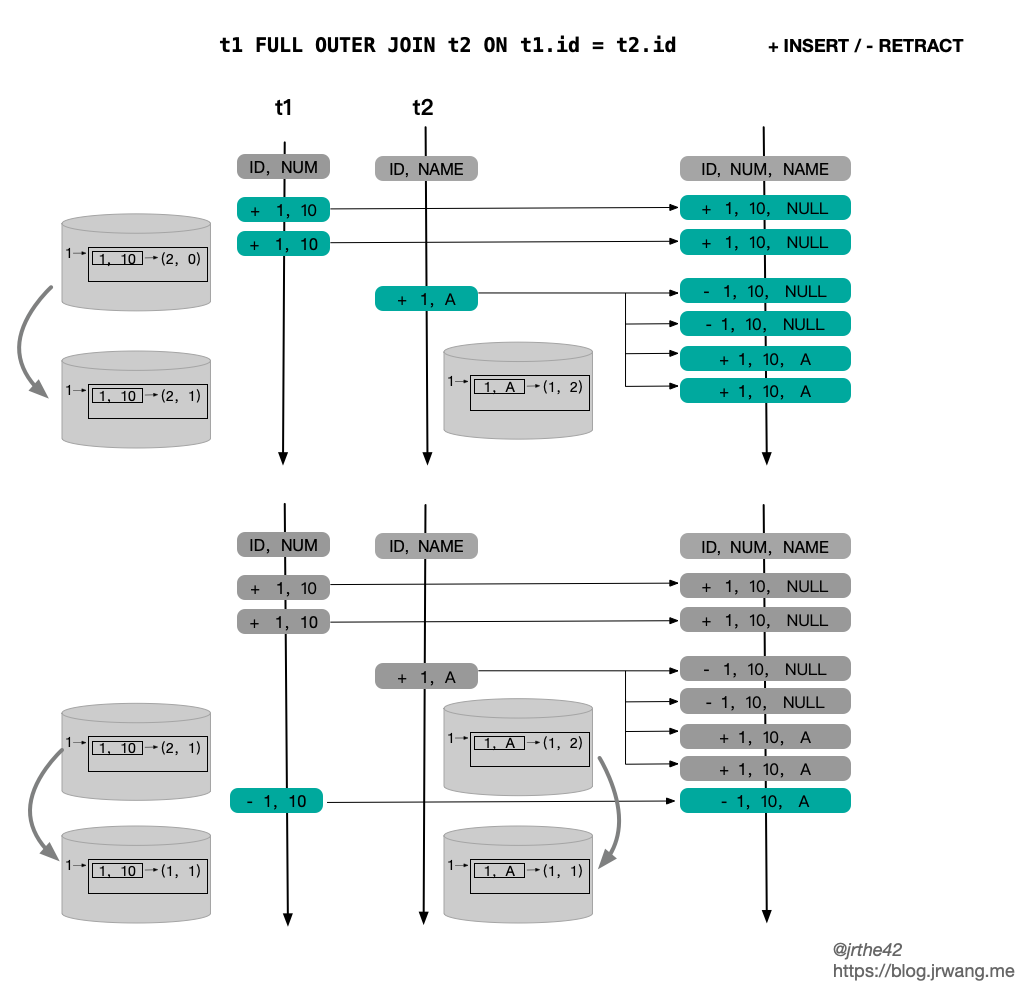 t1 FULL OUTER JOIN t2 ON t1.id = t2.id
+ INSERT / - RETRACT
t1
t2
ID, NUM
ID, NAME
ID, NUM, NAME
+ 1, 10
+ 1, 10, NULL
+ 1, 10
+ 1, 10, NULL
1 1, 10 (2, 0)
+ 1, A
- 1, 10, NULL
- 1, 10, NULL
+ 1, 10, A
+ 1, 10, A
1 1, 10 (2, 1)
1 1, A (1, 2)
ID, NUM
ID, NAME
ID, NUM, NAME
+ 1, 10
+ 1, 10, NULL
+ 1, 10
+ 1, 10, NULL
+ 1, A
- 1, 10, NULL
- 1, 10, NULL
+ 1, 10, A
+ 1, 10, A
1 1, 10 (2, 1)
1 1, A (1, 2)
- 1, 10
- 1, 10, A
1 1, 10 (1, 1)
1 1, A (1, 1)
@jrthe42
https://blog.jrwang.me